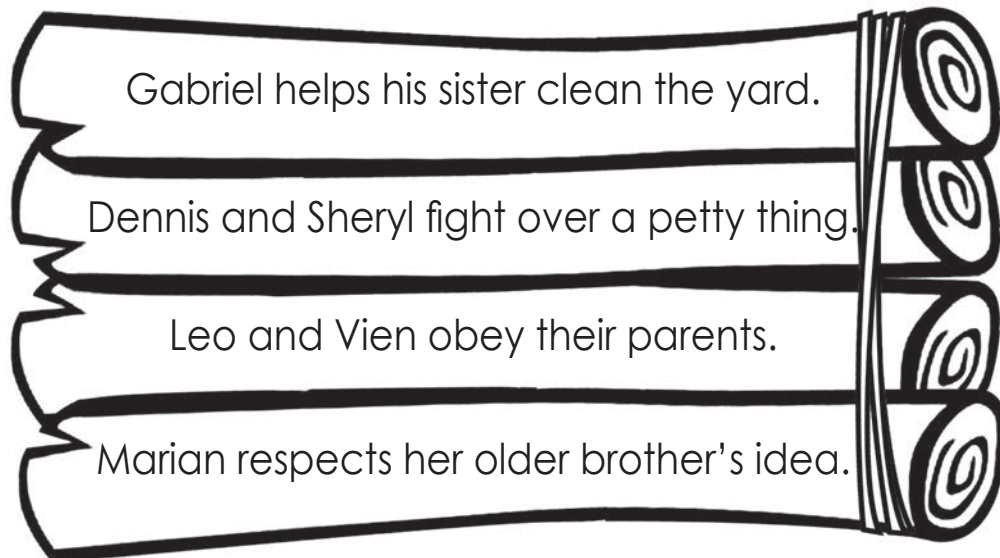 Gabriel helps his sister clean the yard.
Dennis and Sheryl fight over a petty thing.
Leo and Vien obey their parents.
Marian respects her older brother’s idea.